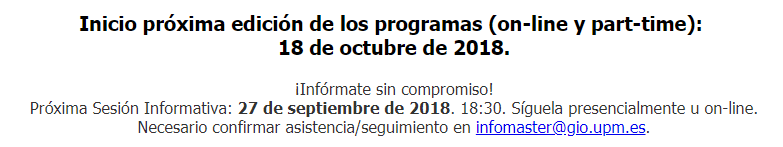 Inicio próxima edición de los programas (on-line y part-time):
18 de octubre de 2018.
¡Infórmate sin compromiso!
Próxima Sesión Informativa: 27 de septiembre de 2018. 18:30. Síguela presencialmente u on-line.
Necesario confirmar asistencia/seguimiento en infomaster@gio.upm.es.